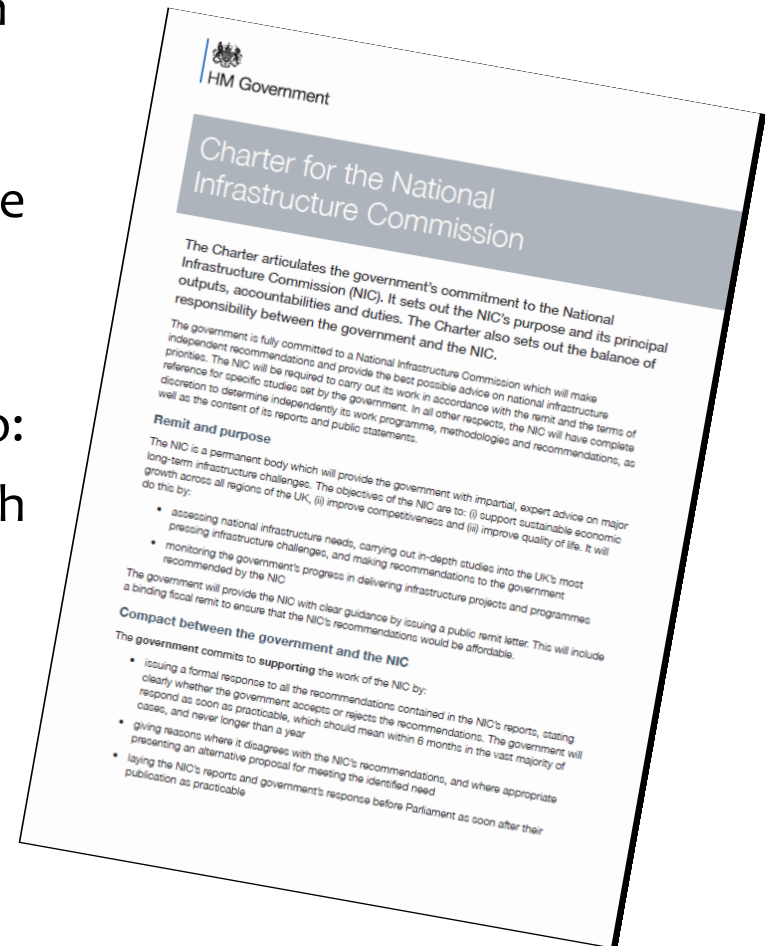 n
e
o:
h
HM Government
Charter for the National
Infrastructure Commission
The Charter articulates the government's commitment to the National
Infrastructure Commission (NIC). It sets out the NIC's purpose and its principal
outputs, accountabilities and duties. The Charter also sets out the balance of
responsibility between the government and the NIC.
The government is fully committed to a National Infrastructure Commission which will make
independent recommendations and provide the best possible advice on national infrastructure
priorities. The NIC will be required to carry out its work in accordance with the remit and the terms of
reference for specific studies set by the government. In all other respects, the NIC will have complete
discretion to determine independently its work programme, methodologies and recommendations, as
well as the content of its reports and public statements.
Remit and purpose
The NIC is a permanent body which will provide the government with impartial, expert advice on major
long-term infrastructure challenges. The objectives of the NIC are to: (i) support sustainable economic
growth across all regions of the UK, (ii) improve competitiveness and (iii) improve quality of life. It will
do this by:
• assessing national infrastructure needs, carrying out in-depth studies into the UK's most
pressing infrastructure challenges, and making recommendations to the government
• monitoring the government's progress in delivering infrastructure projects and programmes
recommended by the NIC
The government will provide the NIC with clear guidance by issuing a public remit letter. This will include
a binding fiscal remit to ensure that the NIC's recommendations would be affordable.
Compact between the government and the NIC
The government commits to supporting the work of the NIC by:
• issuing a formal response to all the recommendations contained in the NIC's reports, stating
clearly whether the government accepts or rejects the recommendations. The government will
respond as soon as practicable, which should mean within 6 months in the vast majority of
cases, and never longer than a year
• giving reasons where it disagrees with the NIC's recommendations, and where appropriate
presenting an alternative proposal for meeting the identified need
• laying the NIC's reports and government's response before Parliament as soon after their
publication as practicable